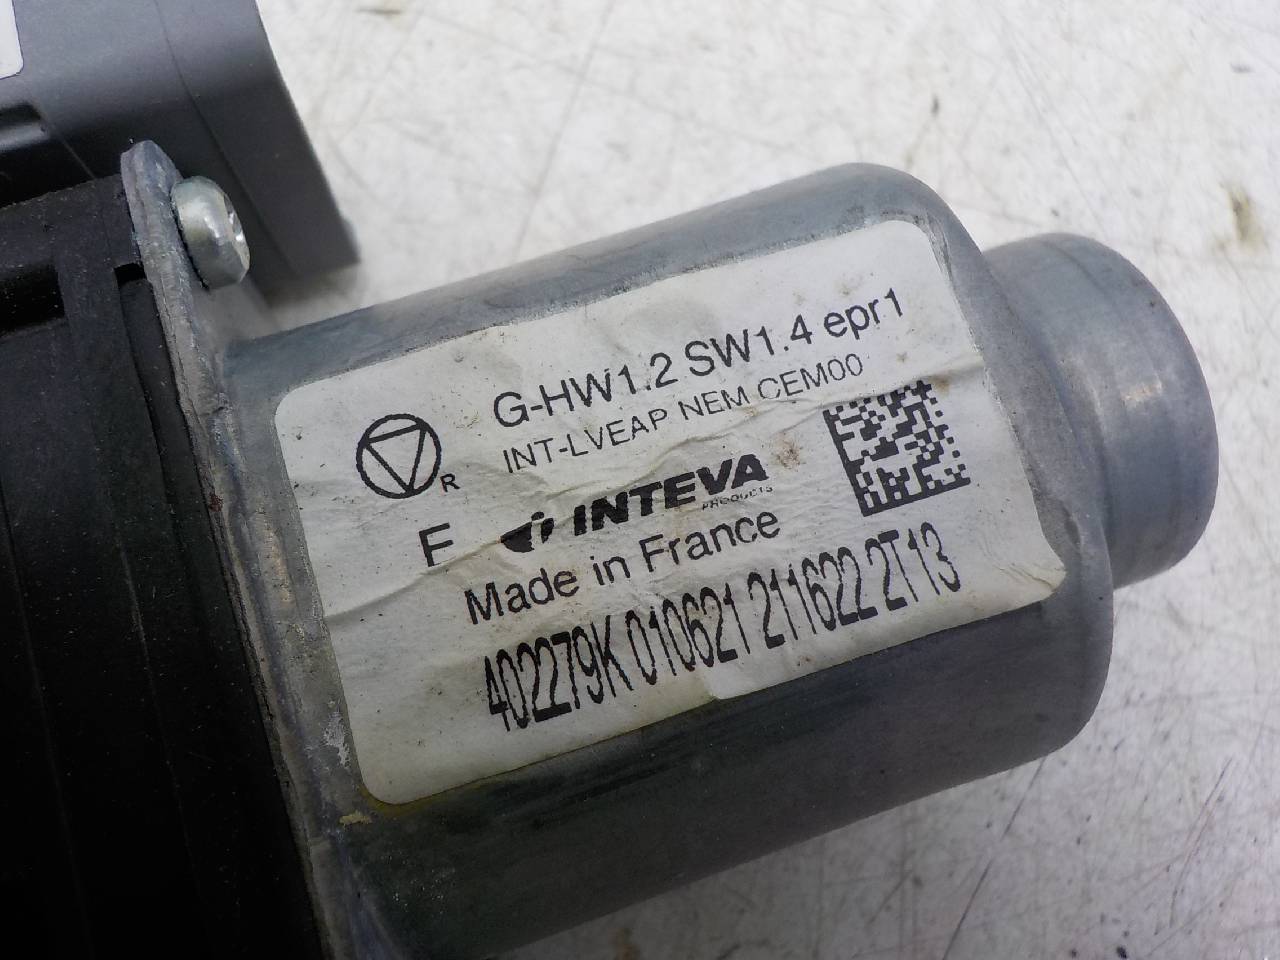 G-HW1.2 SW1.4 epr1
INT-LVEAP NEM CEM00
R
F INTEVA
PRODUCTS
Made in France
402279K 010621 211622 2T13